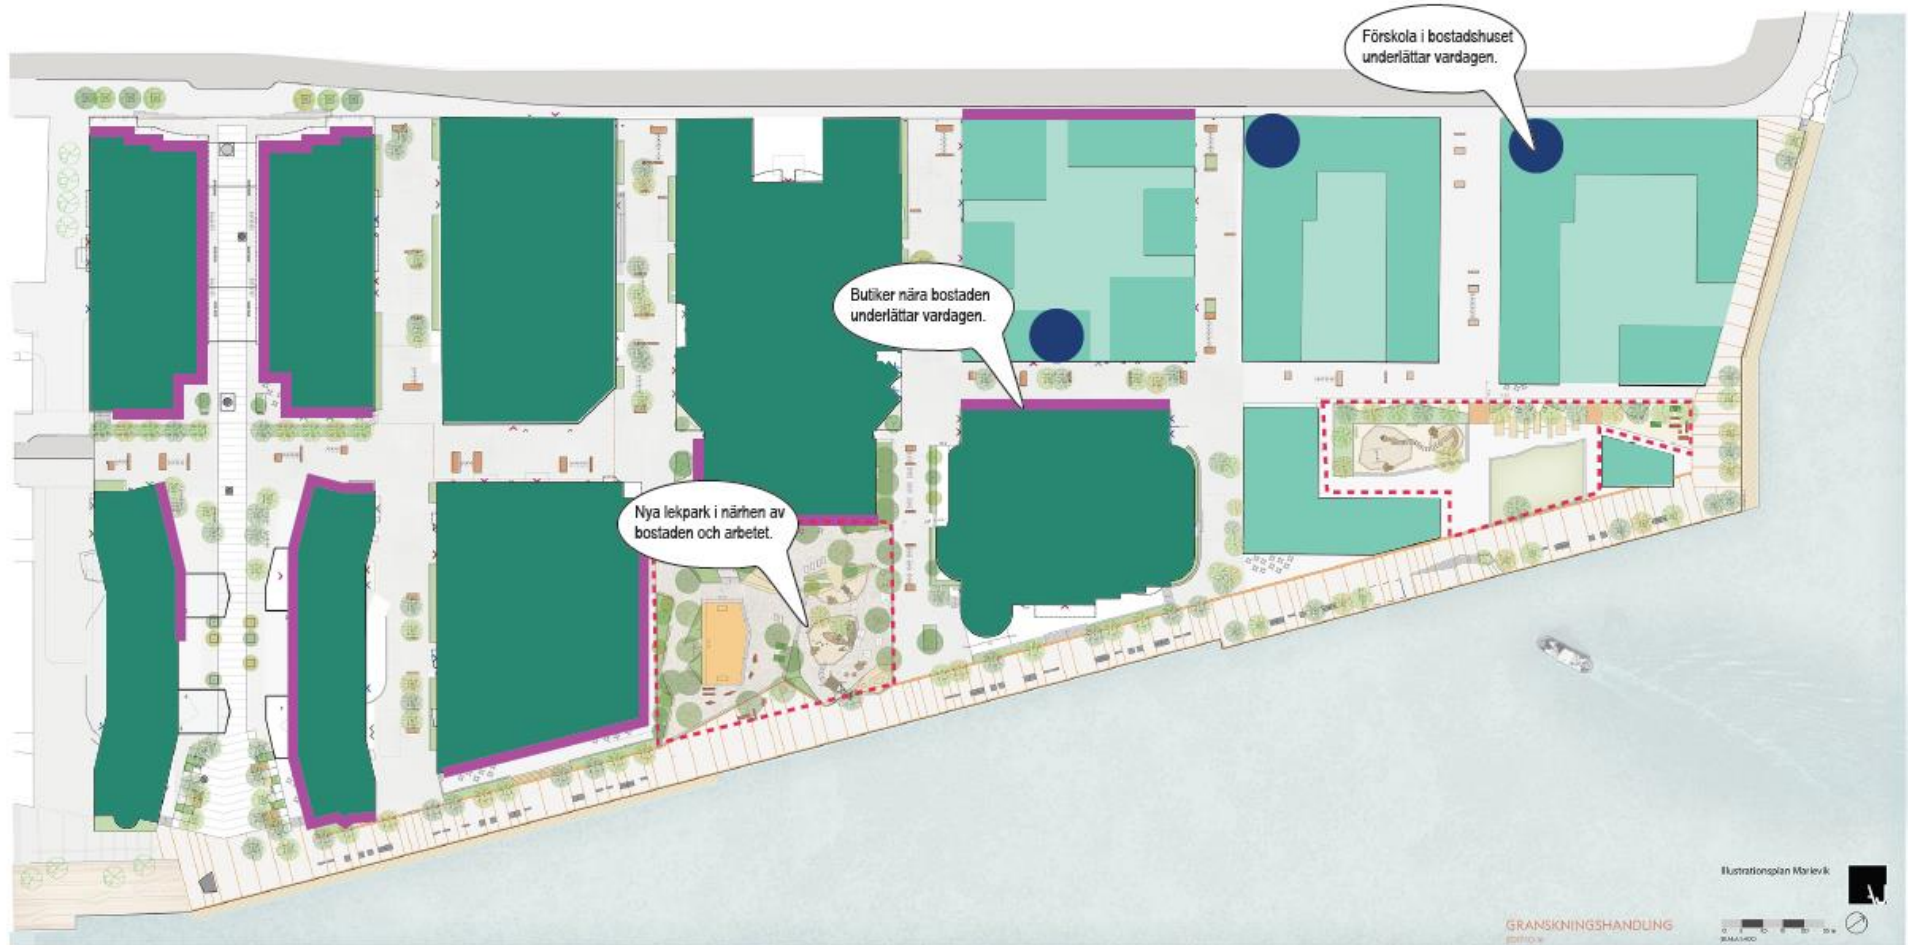 Förskola i bostadshuset
underlättar vardagen.
Butiker nära bostaden
underlättar vardagen.
Nya lekpark i närhen av
bostaden och arbetet.
Illustrationsplan Marievik
GRANSKNINGSHANDLING